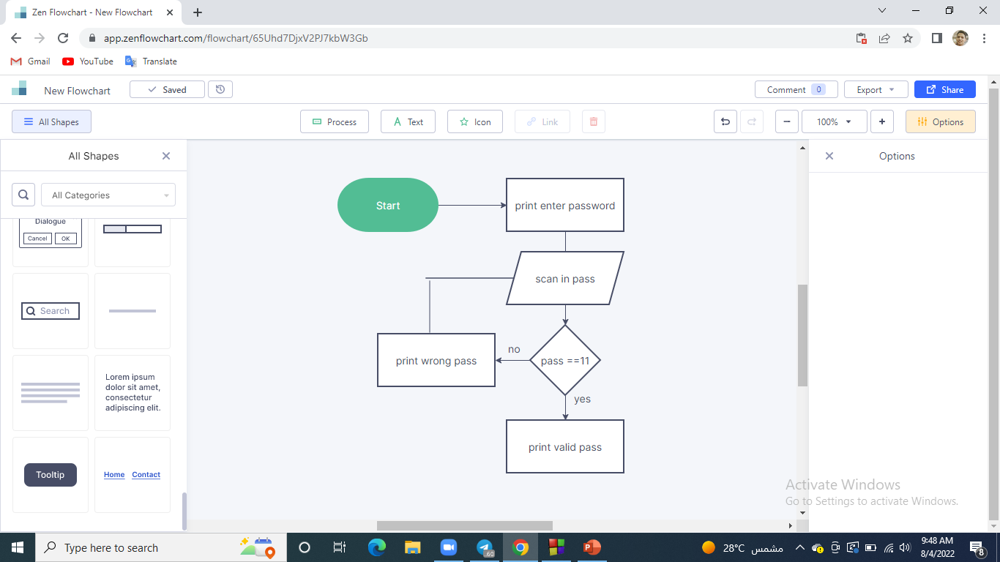 Zen Flowchart - New Flowchart
app.zenflowchart.com/flowchart/65Uhd7DjxV2PJ7kbW3Gb
Gmail
YouTube
Translate
New Flowchart
Saved
Comment 0
Export
Share
All Shapes
Process
Text
Icon
Link
100%
Options
All Shapes
All Categories
Dialogue
Cancel
OK
Search
Lorem ipsum
dolor sit amet,
consectetur
adipiscing elit.
Tooltip
Home Contact
Start
print enter password
scan in pass
pass ==11
no
print wrong pass
yes
print valid pass
Options
Activate Windows
Go to Settings to activate Windows.
Type here to search
.60
28°C مشمس
9:48 AM
8/4/2022
8